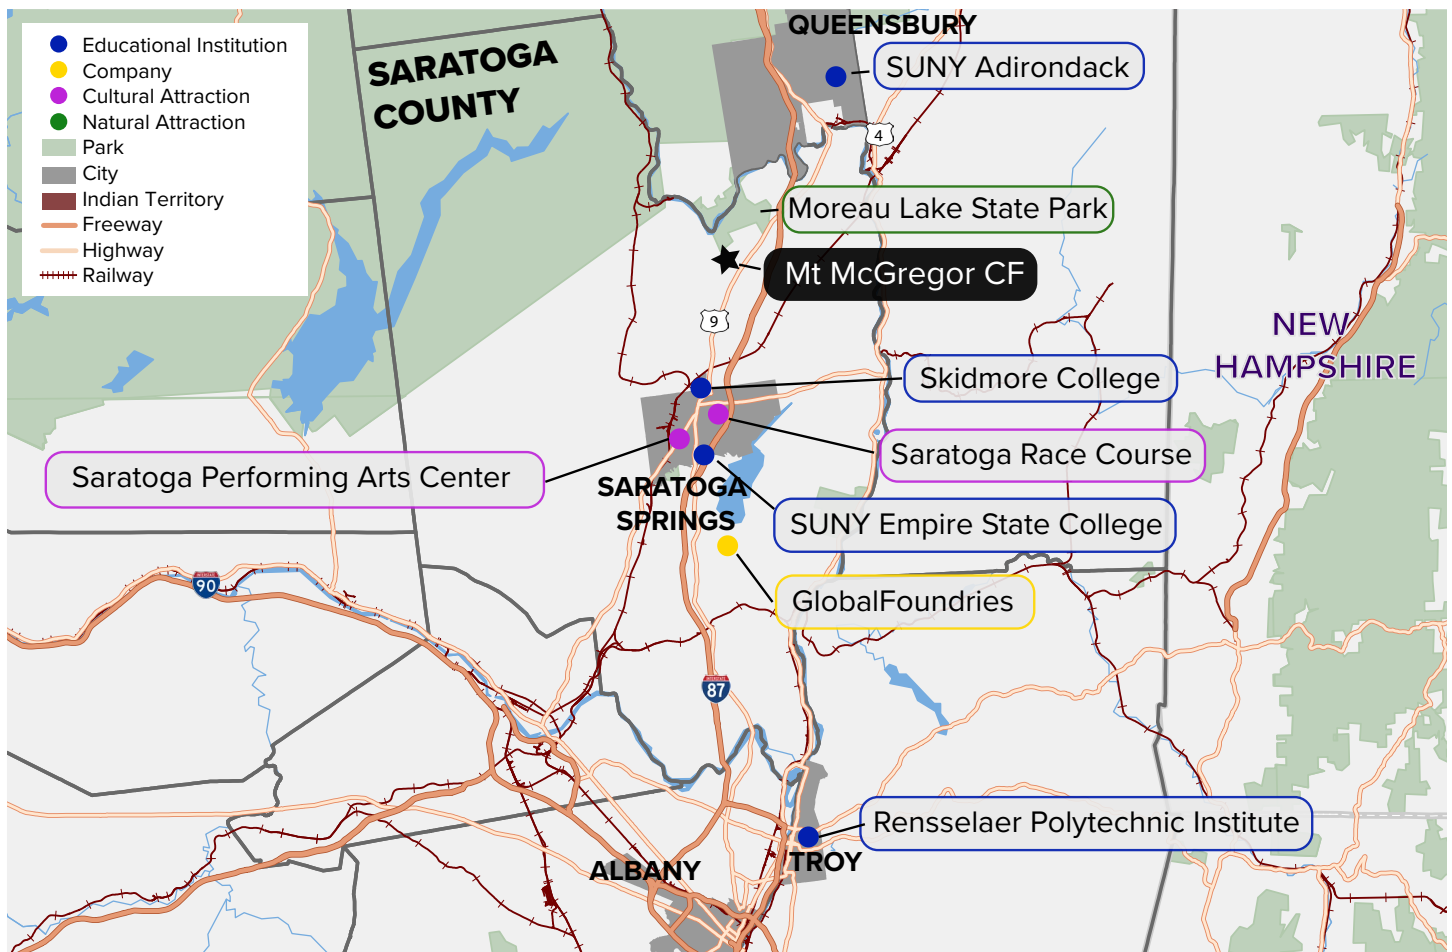 QUEENSBURY
Educational Institution
Company
Cultural Attraction
Natural Attraction
Park
City
Indian Territory
Freeway
Highway
Railway
SARATOGA
COUNTY
SUNY Adirondack
4
Moreau Lake State Park
Mt McGregor CF
9
NEW
HAMPSHIRE
Skidmore College
Saratoga Race Course
Saratoga Performing Arts Center
SARATOGA
SPRINGS
SUNY Empire State College
GlobalFoundries
INTERSTATE
90
INTERSTATE
87
Rensselaer Polytechnic Institute
TROY
ALBANY